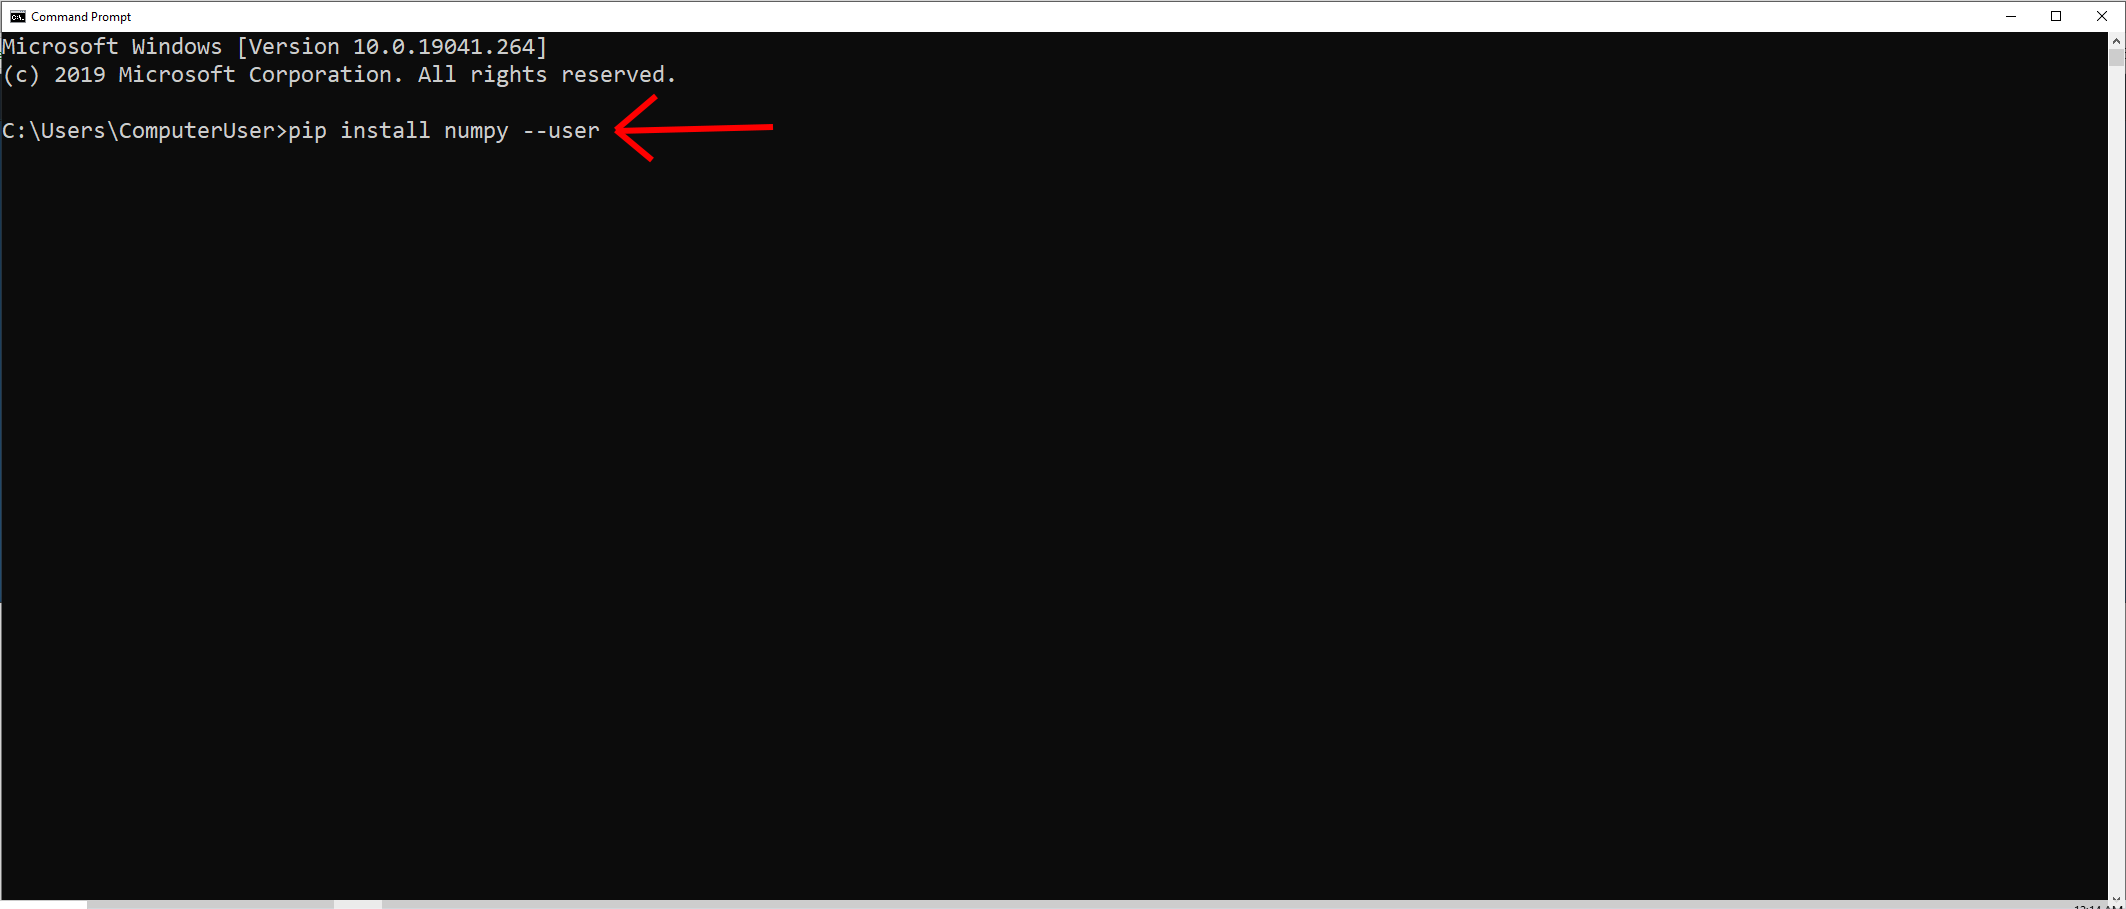 Command Prompt
Microsoft Windows [Version 10.0.19041.264]
(c) 2019 Microsoft Corporation. All rights reserved.
C:\Users\ComputerUser>pip install numpy --user